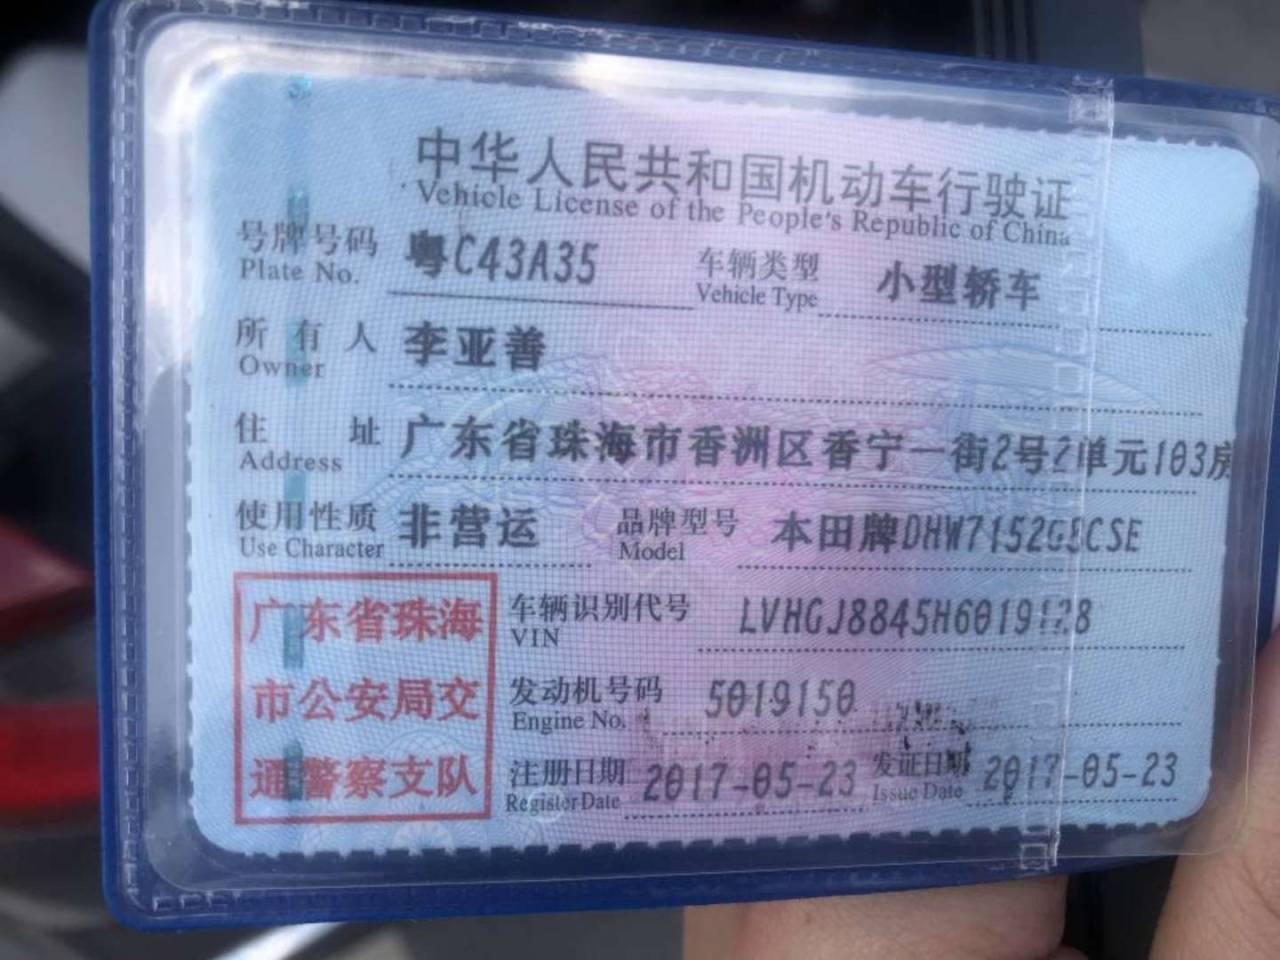 中华人民共和国机动车行驶证
Vehicle License of the People's Republic of China
号牌号码 粤C43A35 车辆类型 小型轿车
Plate No. Vehicle Type
所有人 李亚善
Owner
住址 广东省珠海市香洲区香宁一街2号2单元103房
Address
使用性质 非营运 品牌型号 本田牌
Use Character Model
广东省珠海 车辆识别代号 LVHGJ8845H6019128
VIN
市公安局交 发动机号码 5019150
Engine No.
通警察支队 注册日期 2017-05-23 发证日期 2017-05-23
Register Date Issue Date